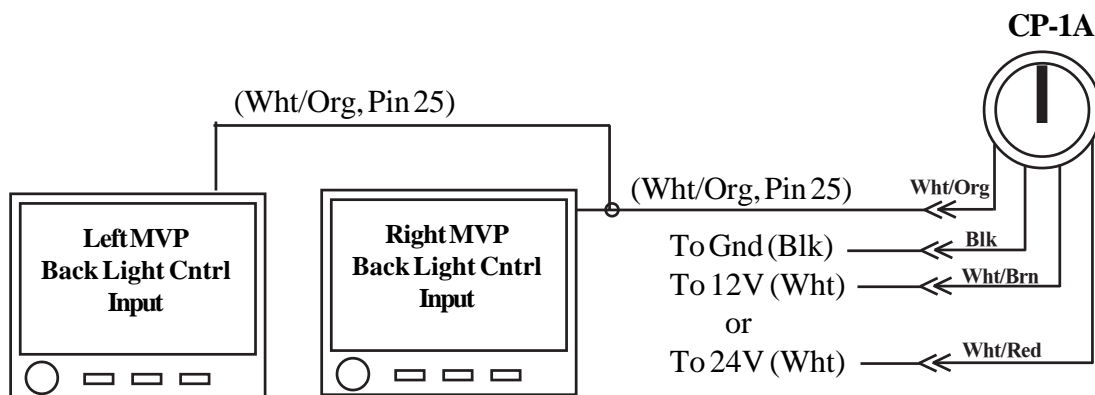 CP-1A
(Wht/Org, Pin 25)
(Wht/Org, Pin 25)
Wht/Org
Left MVP
Back Light Cntrl
Input
Right MVP
Back Light Cntrl
Input
To Gnd (Blk)
Blk
To 12V (Wht)
Wht/Brn
or
To 24V (Wht)
Wht/Red